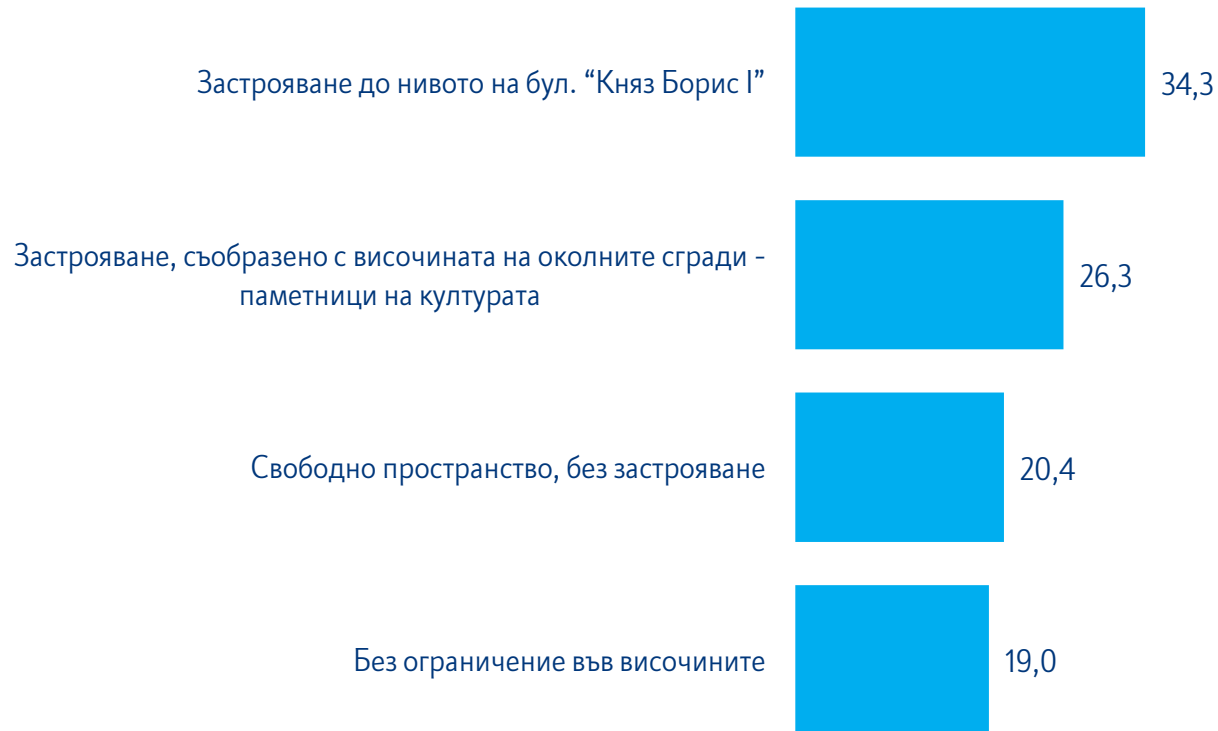 Застрояване до нивото на бул. “Княз Борис I”
34,3
Застрояване, съобразено с височината на околните сгради -
паметници на културата
26,3
Свободно пространство, без застрояване
20,4
Без ограничение във височините
19,0